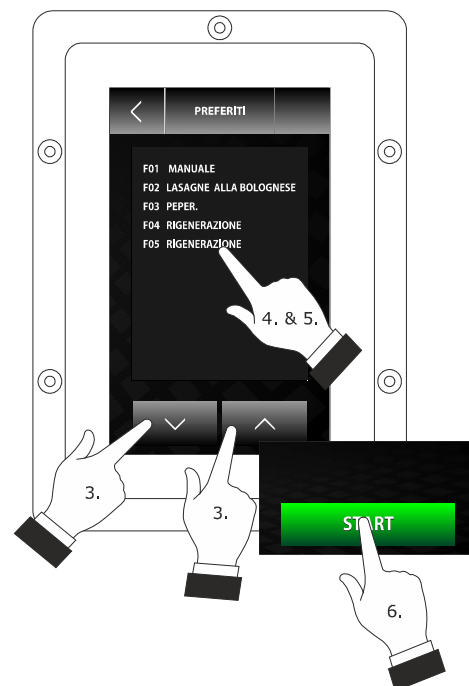 PREFERITI
F01 MANUALE
F02 LASAGNE ALLA BOLOGNESE
F03 PEPER.
F04 RIGENERAZIONE
F05 RIGENERAZIONE
4. & 5.
3.
3.
START
6.